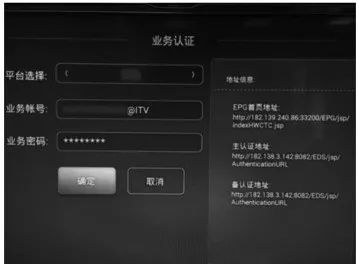 业务认证
平台选择:
业务帐号: @ITV
业务密码: ********
确定 取消
地址信息:
EPG首页地址:
http://182.139.240.86:33200/EPG/jsp/
indexHWCTC.jsp
主认证地址:
http://182.138.3.142:8082/EDS/jsp/
AuthenticationURL
备认证地址:
http://182.138.3.142:8082/EDS/jsp/
AuthenticationURL